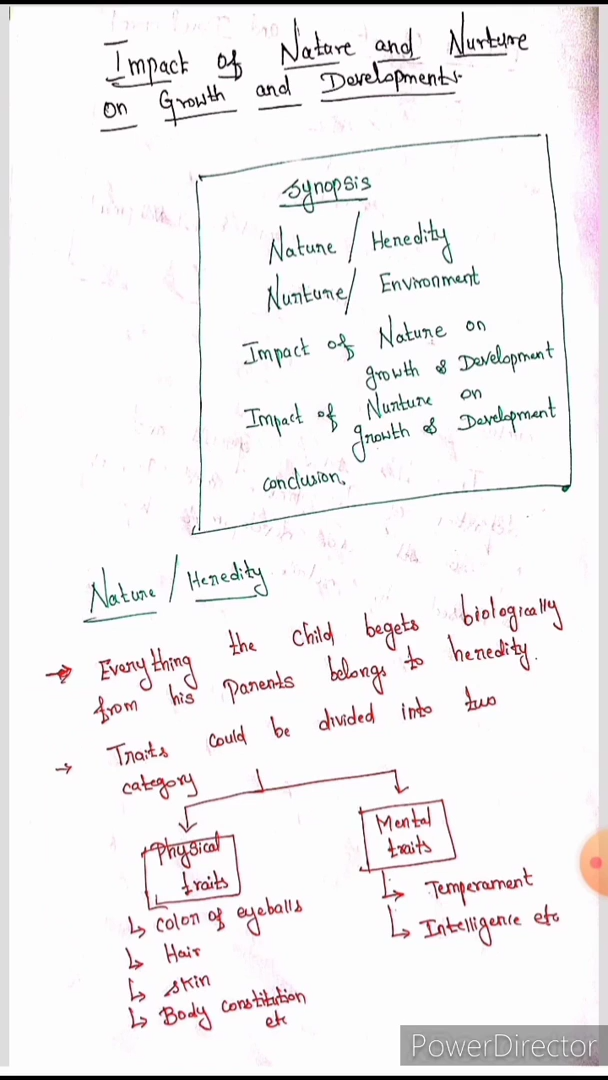 Impact of Nature and Nurture
on Growth and Developments.
Synopsis
Nature / Heredity
Nurture / Environment
Impact of Nature on
growth & Development
Impact of Nurture on
growth & Development
conclusion.
Nature / Heredity
→ Everything the child begets biologically
from his parents belongs to heredity.
→ Traits could be divided into two
category
Physical
traits
↳ color of eyeballs
↳ Hair
↳ skin
↳ Body constitution
etc
Mental
traits
↳ Temperament
↳ Intelligence etc
PowerDirector